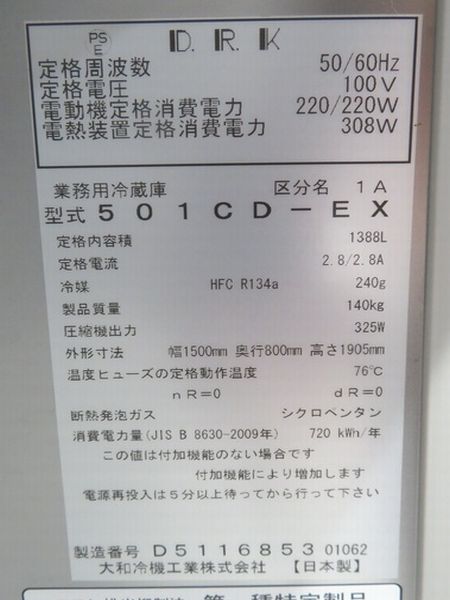 PS
E
D.R.K
定格周波数 50/60Hz
定格電圧 100V
電動機定格消費電力 220/220W
電熱装置定格消費電力 308W
業務用冷蔵庫 区分名 1A
型式 501CD-EX
定格内容積 1388L
定格電流 2.8/2.8A
冷媒 HFC R134a 240g
製品質量 140kg
圧縮機出力 325W
外形寸法 幅1500mm 奥行800mm 高さ1905mm
温度ヒューズの定格動作温度 76℃
nR=0 dR=0
断熱発泡ガス シクロペンタン
消費電力量(JIS B 8630-2009年) 720 kWh/年
この値は付加機能のない場合です
付加機能により増加します
電源再投入は5分以上待ってから行って下さい
製造番号 D5116853 01062
大和冷機工業株式会社 【日本製】
第一種特定製品